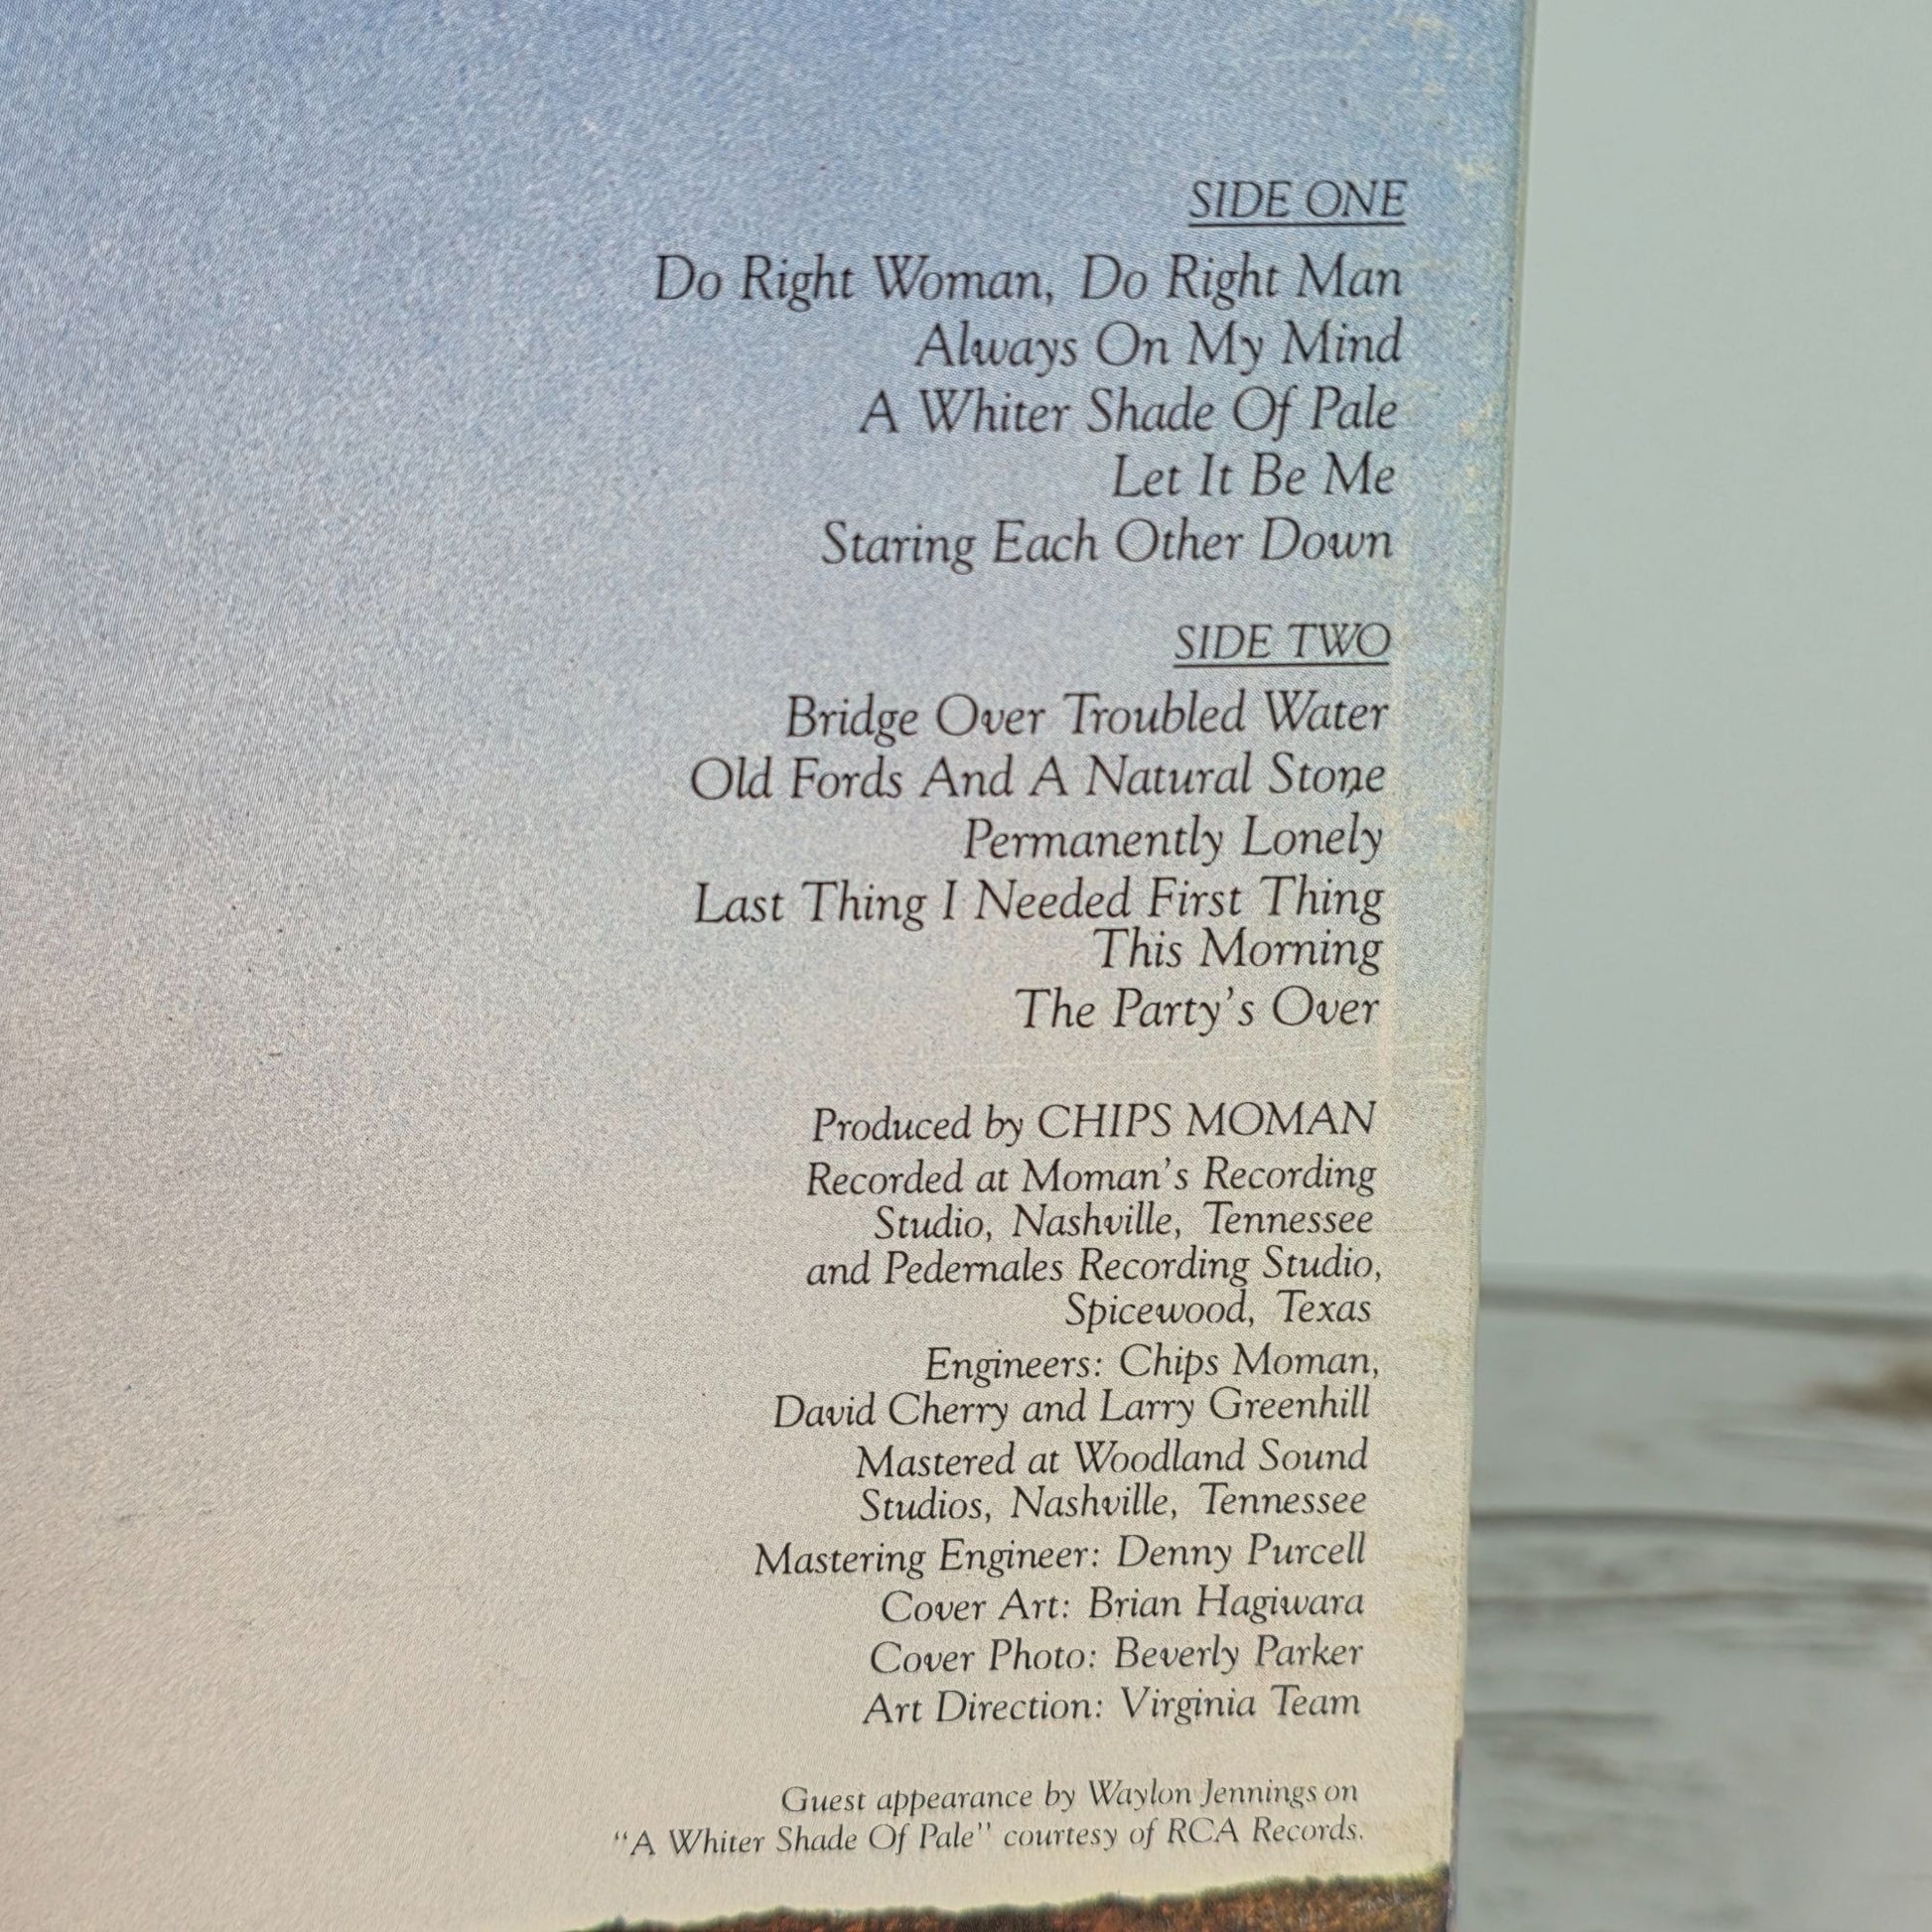 SIDE ONE
Do Right Woman, Do Right Man
Always On My Mind
A Whiter Shade Of Pale
Let It Be Me
Staring Each Other Down
SIDE TWO
Bridge Over Troubled Water
Old Fords And A Natural Stone
Permanently Lonely
Last Thing I Needed First Thing
This Morning
The Party's Over
Produced by CHIPS MOMAN
Recorded at Moman's Recording
Studio, Nashville, Tennessee
and Pedernales Recording Studio,
Spicewood, Texas
Engineers: Chips Moman,
David Cherry and Larry Greenhill
Mastered at Woodland Sound
Studios, Nashville, Tennessee
Mastering Engineer: Denny Purcell
Cover Art: Brian Hagiwara
Cover Photo: Beverly Parker
Art Direction: Virginia Team
Guest appearance by Waylon Jennings on
"A Whiter Shade Of Pale" courtesy of RCA Records.